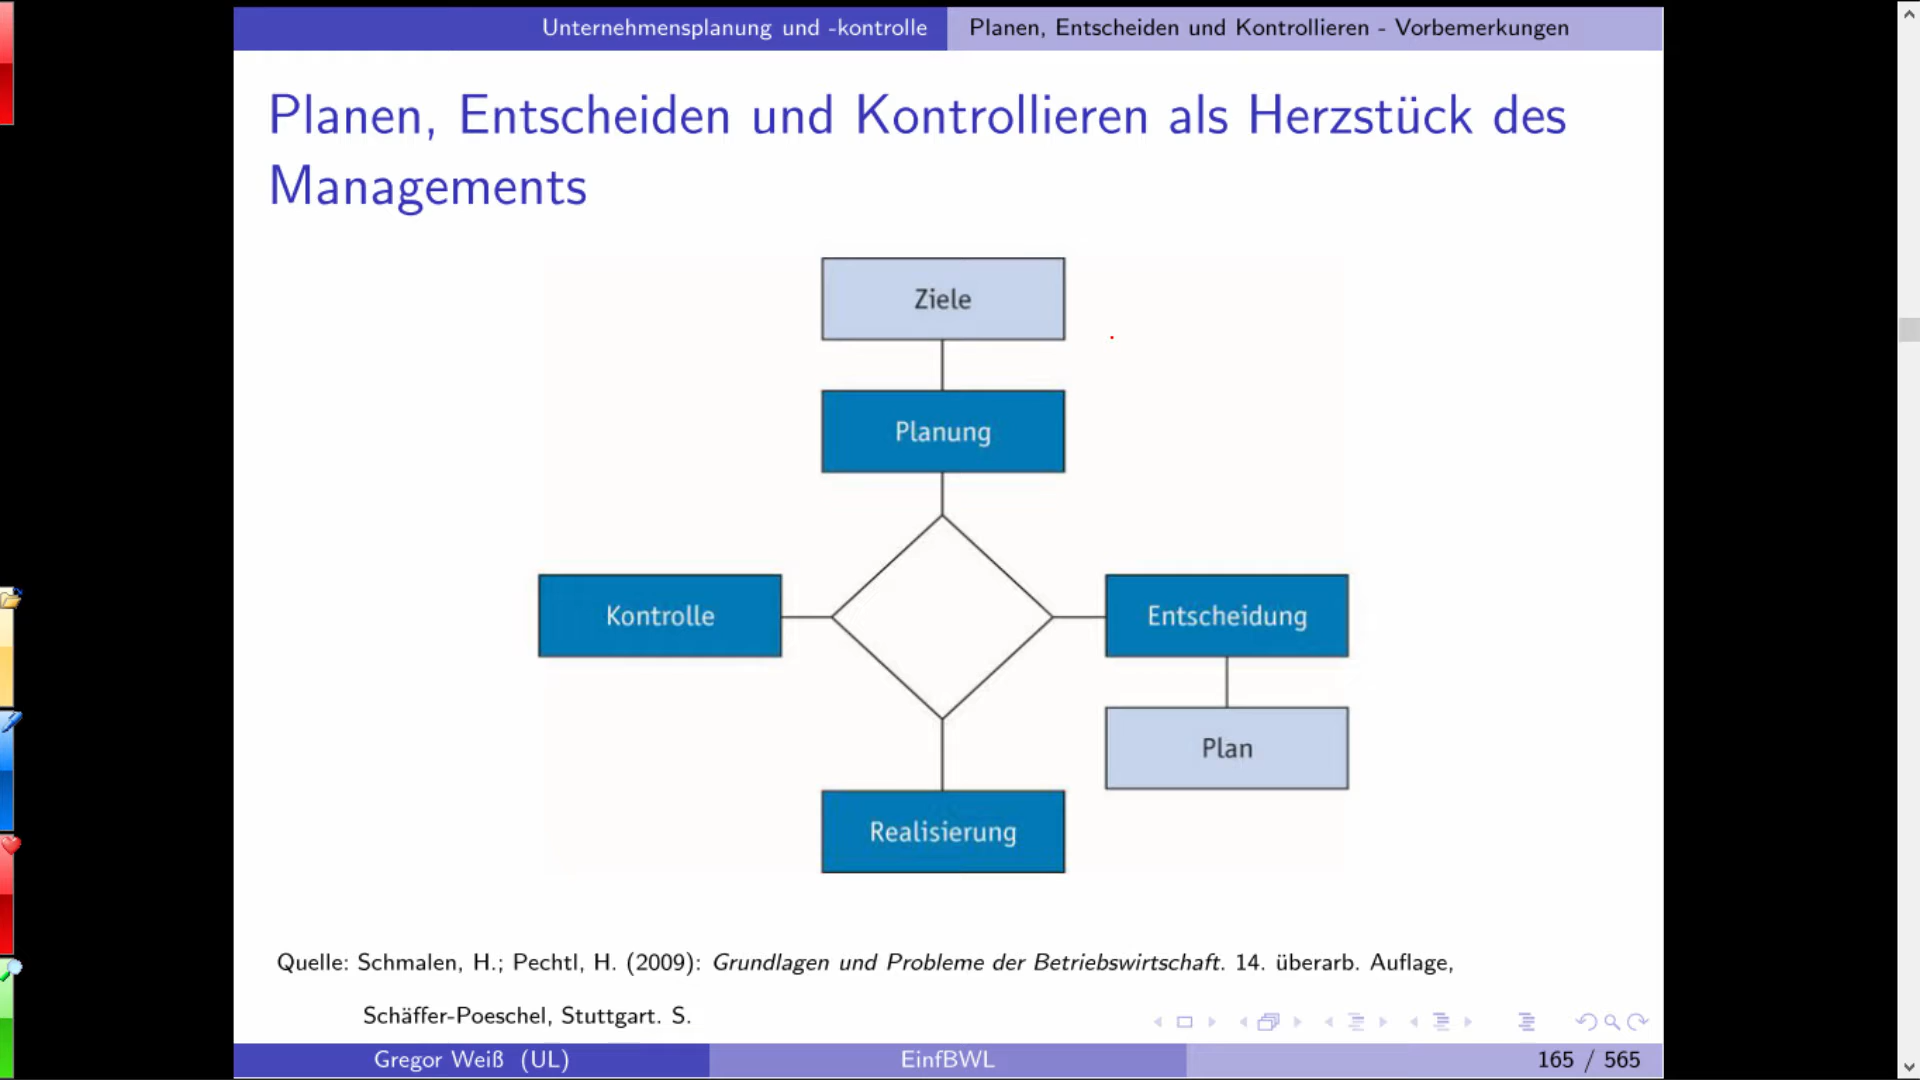 Unternehmensplanung und -kontrolle
Planen, Entscheiden und Kontrollieren - Vorbemerkungen
Planen, Entscheiden und Kontrollieren als Herzstück des
Managements
Ziele
Planung
Kontrolle
Entscheidung
Plan
Realisierung
Quelle: Schmalen, H.; Pechtl, H. (2009): Grundlagen und Probleme der Betriebswirtschaft. 14. überarb. Auflage,
Schäffer-Poeschel, Stuttgart. S.
Gregor Weiß (UL)
EinfBWL
165 / 565